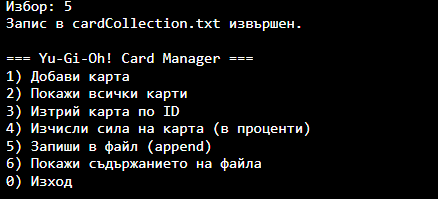 Избор: 5
Запис в cardCollection.txt извършен.
=== Yu-Gi-Oh! Card Manager ===
1) Добави карта
2) Покажи всички карти
3) Изтрий карта по ID
4) Изчисли сила на карта (в проценти)
5) Запиши в файл (append)
6) Покажи съдържанието на файла
0) Изход